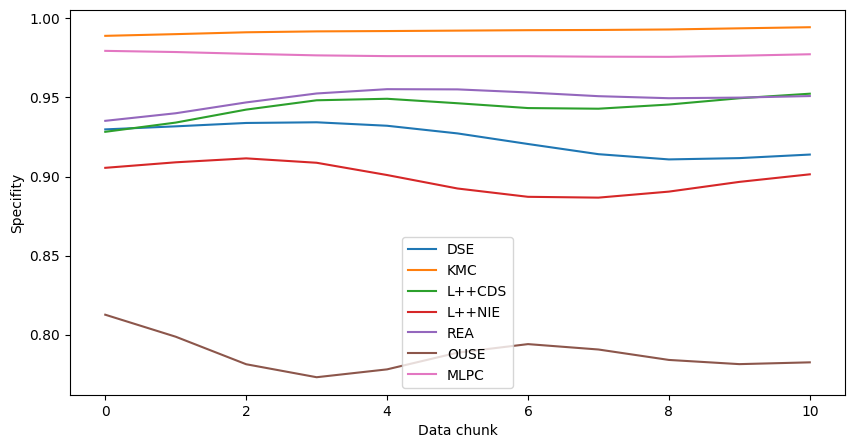 1.00
0.95
0.90
0.85
0.80
Specifity
DSE
KMC
L++CDS
L++NIE
REA
OUSE
MLPC
0 2 4 6 8 10
Data chunk